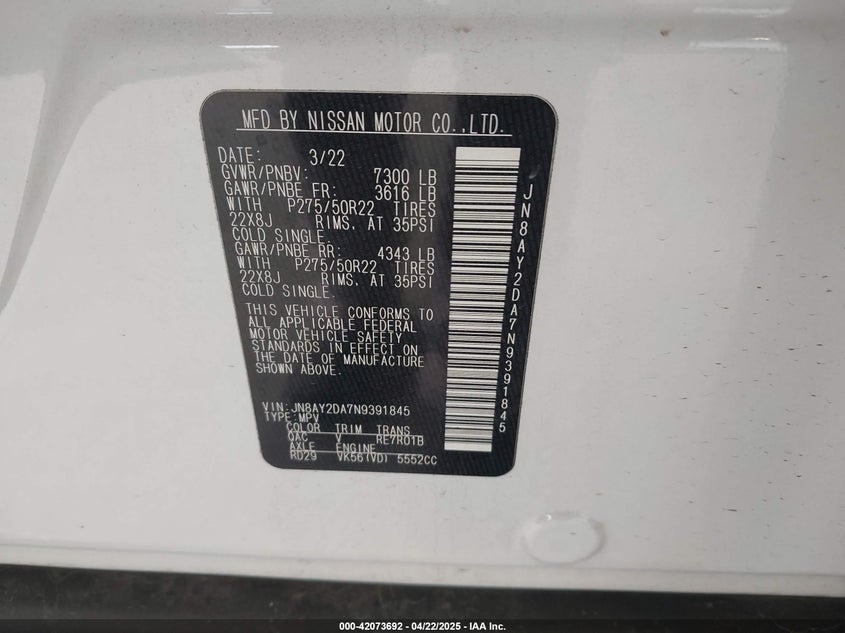 MFD BY NISSAN MOTOR CO.,LTD.
DATE: 3/22
GVWR/PNBV: 7300 LB
GAWR/PNBE FR: 3616 LB
WITH P275/50R22 TIRES
22X8J RIMS, AT 35PSI
COLD SINGLE.
GAWR/PNBE RR: 4343 LB
WITH P275/50R22 TIRES
22X8J RIMS, AT 35PSI
COLD SINGLE.
THIS VEHICLE CONFORMS TO
ALL APPLICABLE FEDERAL
MOTOR VEHICLE SAFETY
STANDARDS IN EFFECT ON
THE DATE OF MANUFACTURE
SHOWN ABOVE.
VIN: JN8AY2DA7N9391845
TYPE: MPV
COLOR TRIM TRANS
QAC V RE7R01B
AXLE ENGINE
RD29 VK56(VD) 5552CC
JN8AY2DA7N9391845
000-42073692 - 04/22/2025 - IAA Inc.